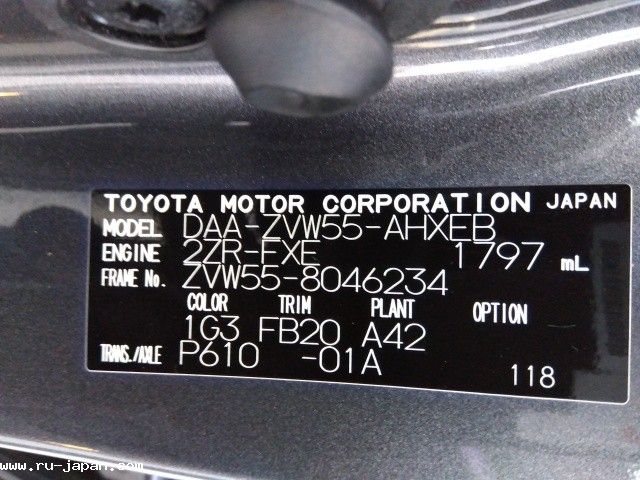 TOYOTA MOTOR CORPORATION JAPAN
MODEL DAA-ZVW55-AHXEB
ENGINE 2ZR-FXE 1797 mL
FRAME No. ZVW55-8046234
COLOR TRIM PLANT OPTION
1G3 FB20 A42
TRANS./AXLE P610 -01A
118
www.ru-japan.com